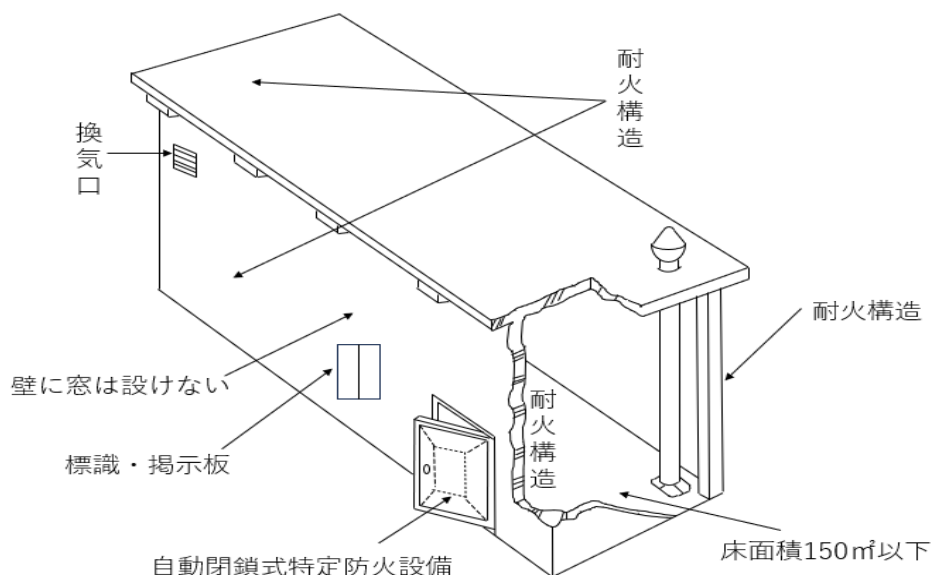 耐火構造
換気口
耐火構造
壁に窓は設けない
耐火構造
標識・掲示板
自動閉鎖式特定防火設備
床面積150㎡以下